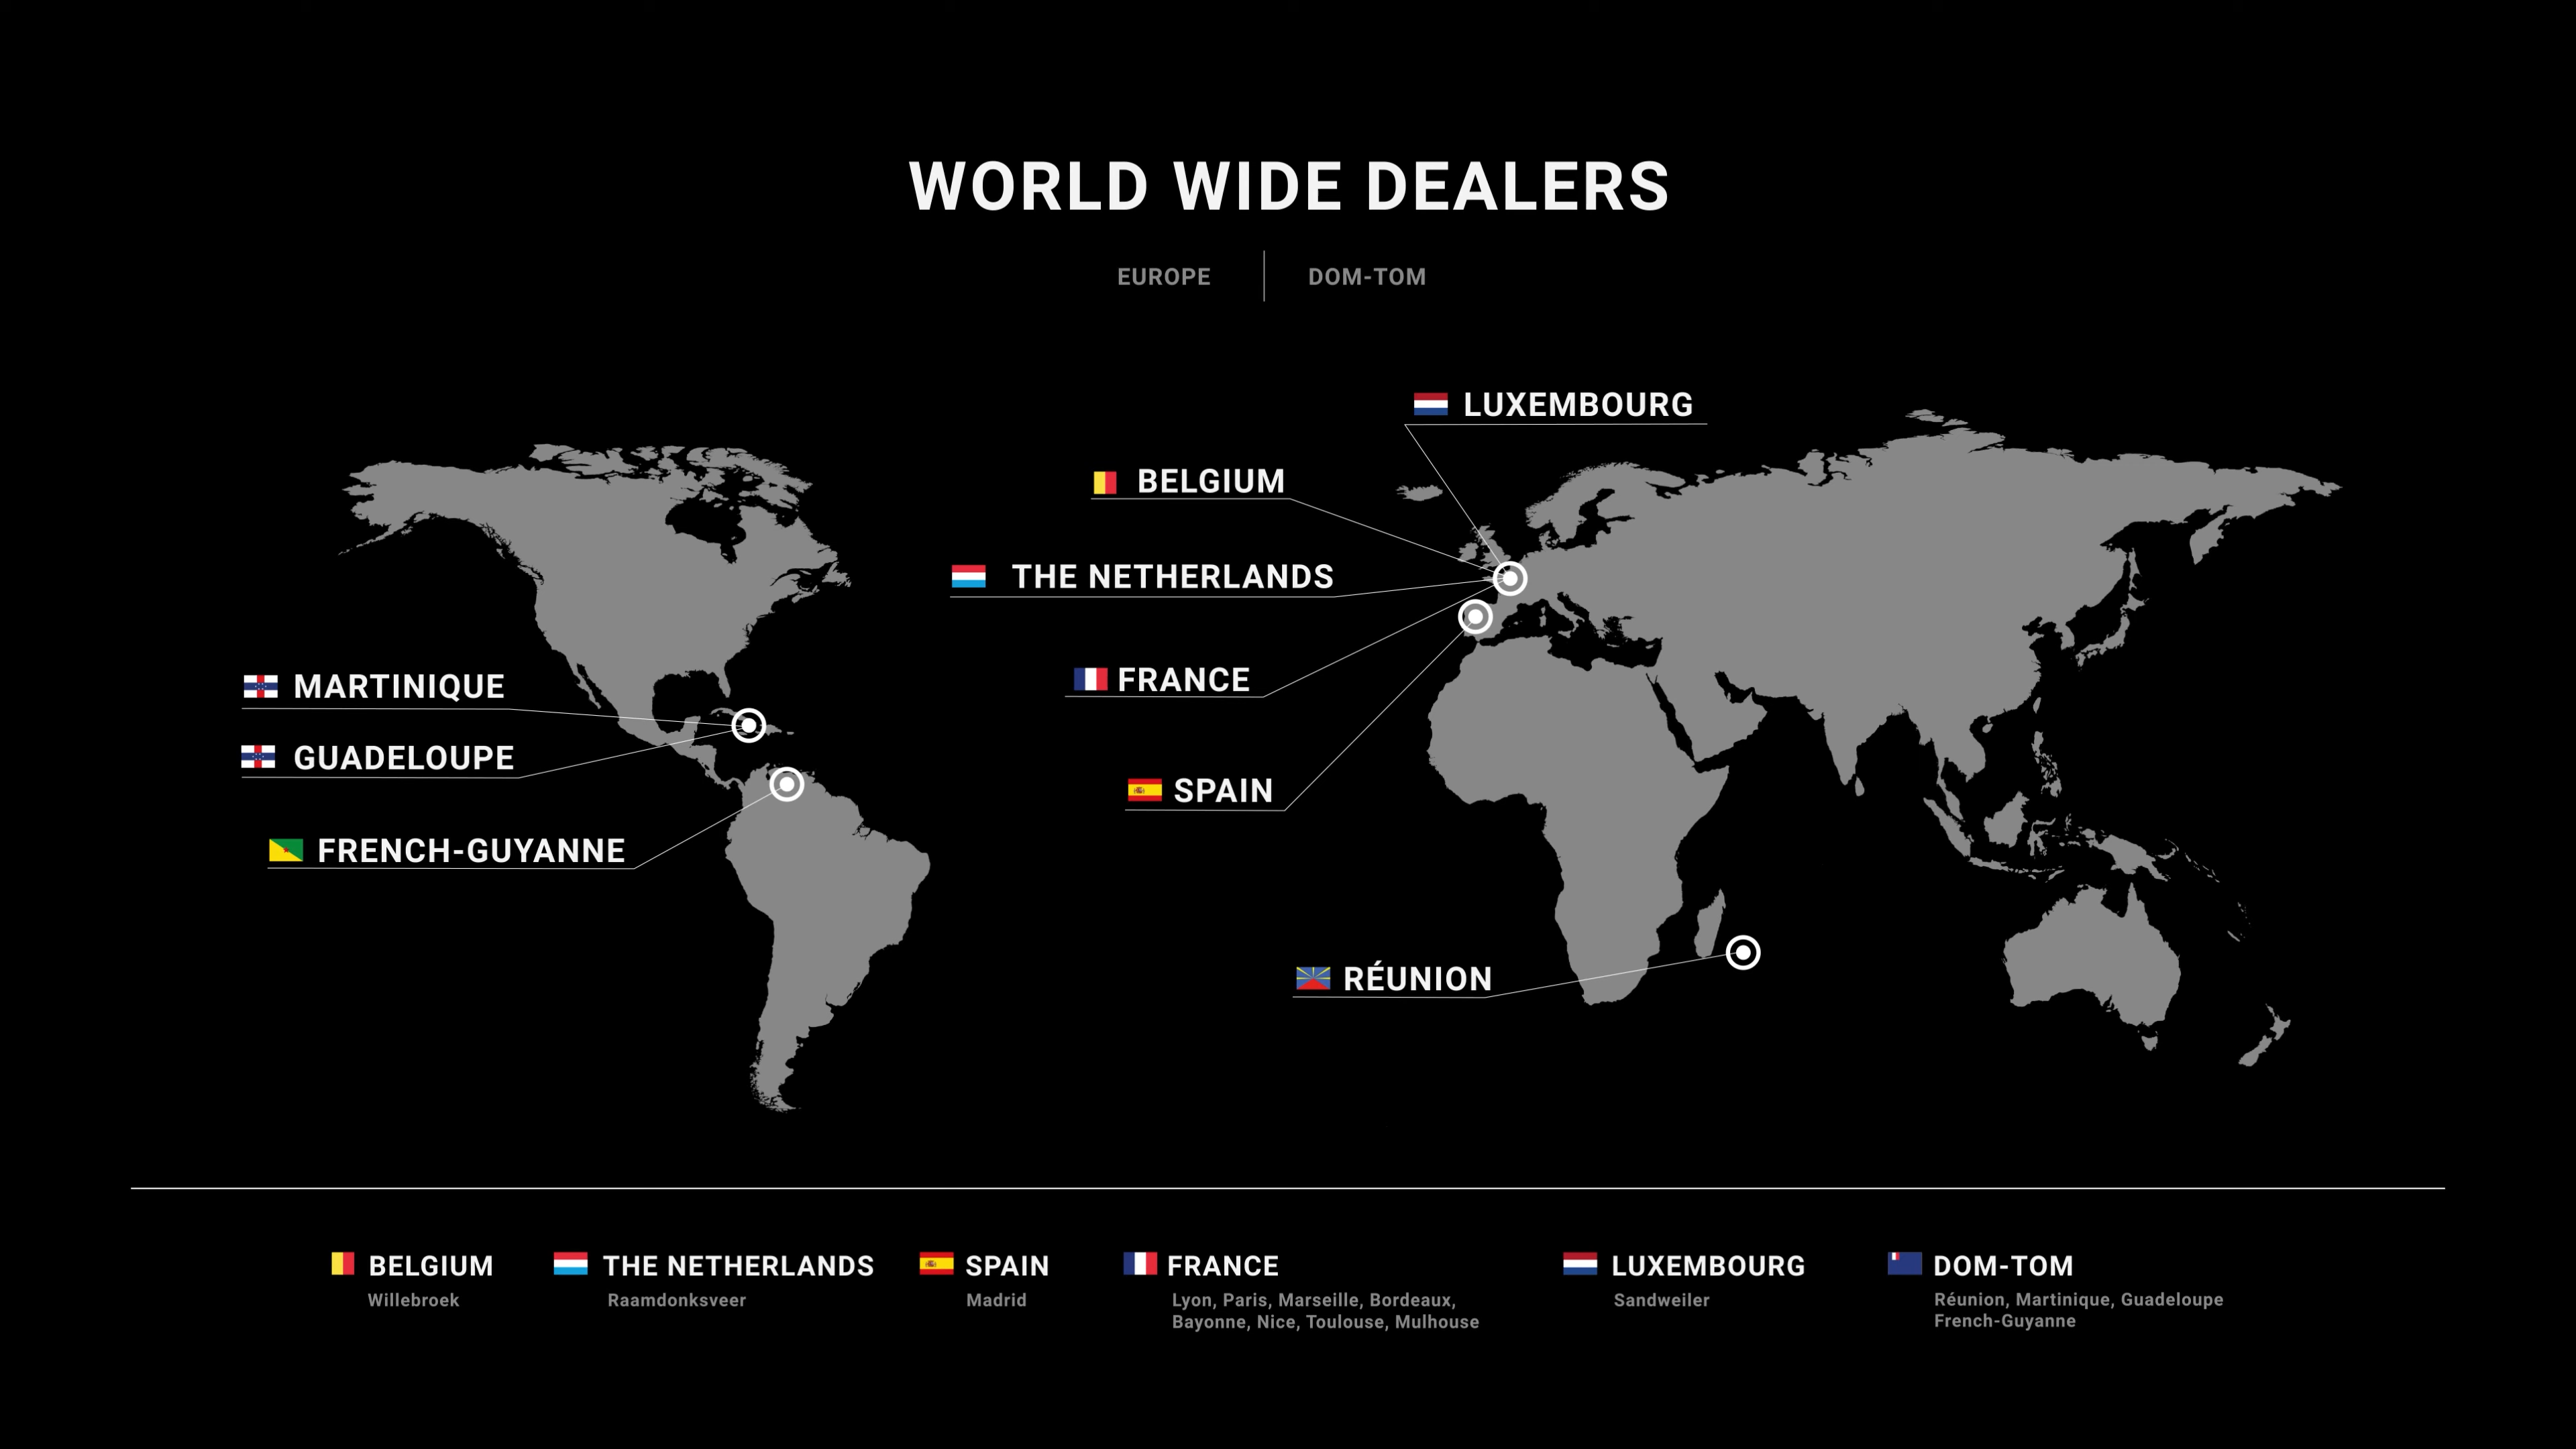 WORLD WIDE DEALERS
EUROPE
DOM-TOM
LUXEMBOURG
BELGIUM
THE NETHERLANDS
FRANCE
SPAIN
MARTINIQUE
GUADELOUPE
FRENCH-GUYANNE
RÉUNION
BELGIUM
Willebroek
THE NETHERLANDS
Raamdonksveer
SPAIN
Madrid
FRANCE
Lyon, Paris, Marseille, Bordeaux,
Bayonne, Nice, Toulouse, Mulhouse
LUXEMBOURG
Sandweiler
DOM-TOM
Réunion, Martinique, Guadeloupe
French-Guyanne